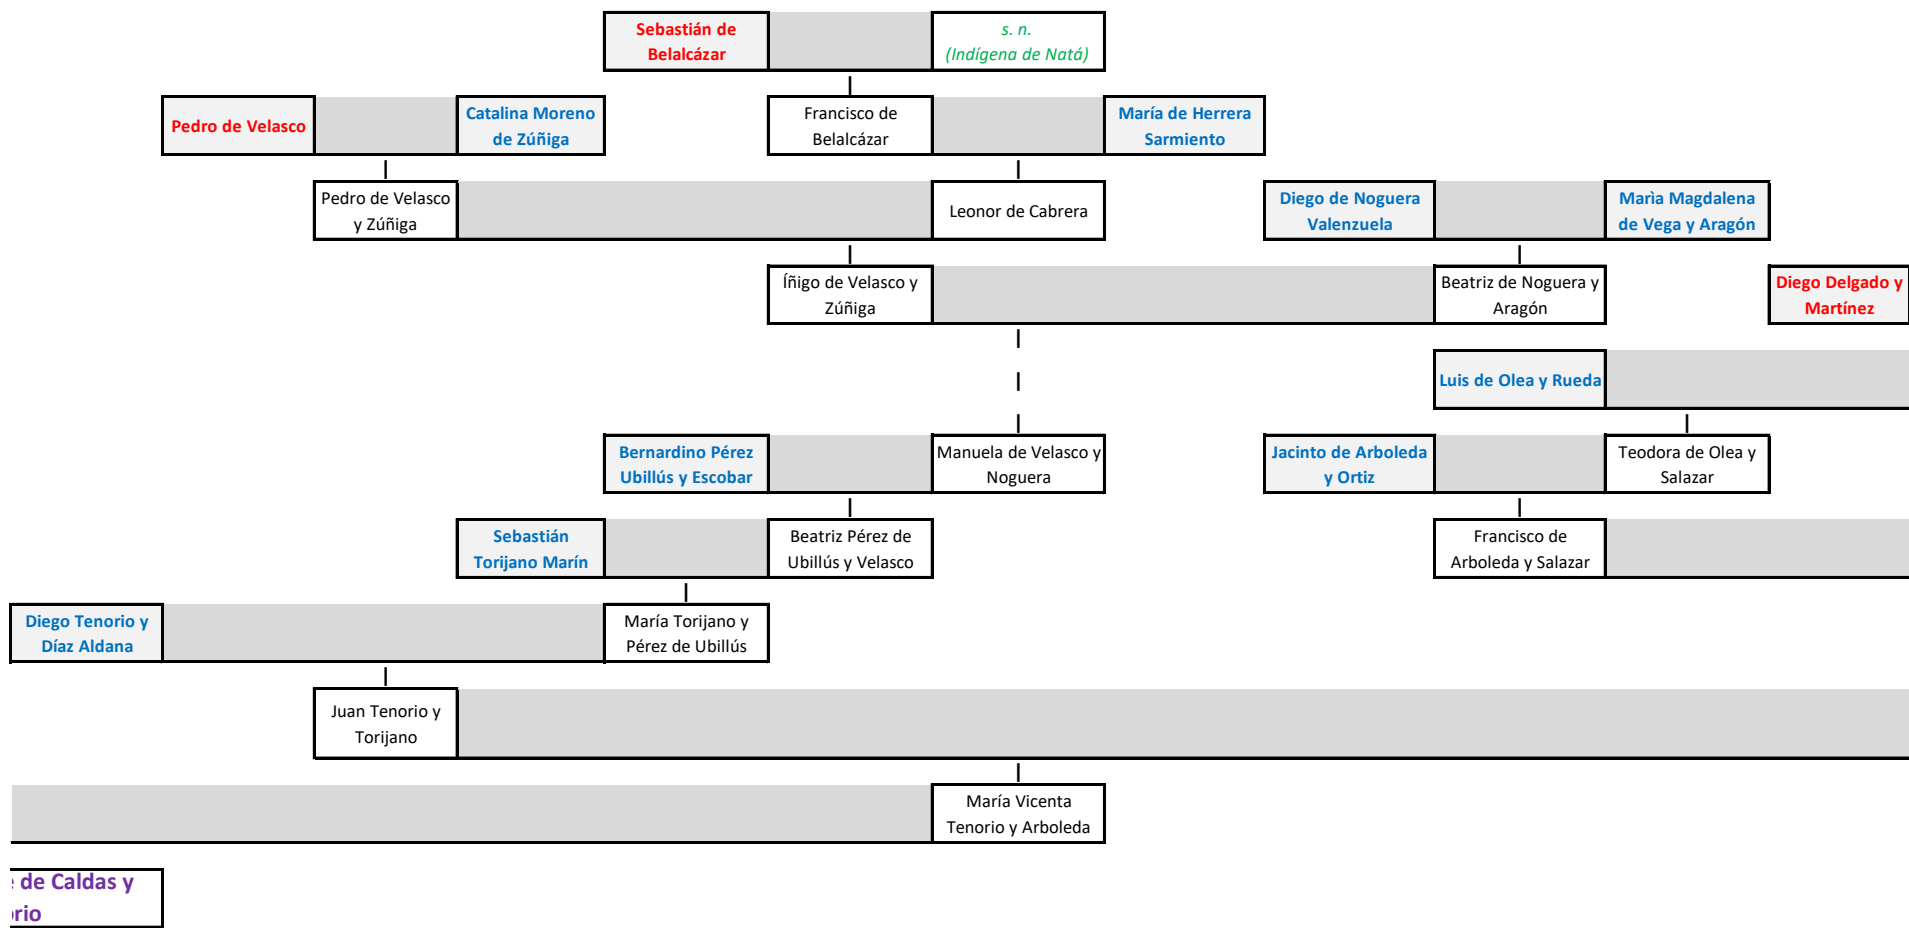 Sebastián de
Belalcázar
s. n.
(Indígena de Natá)
Pedro de Velasco
Catalina Moreno
de Zúñiga
Francisco de
Belalcázar
María de Herrera
Sarmiento
Pedro de Velasco
y Zúñiga
Leonor de Cabrera
Diego de Noguera
Valenzuela
Marìa Magdalena
de Vega y Aragón
Íñigo de Velasco y
Zúñiga
Beatriz de Noguera y
Aragón
Diego Delgado y
Martínez
Luis de Olea y Rueda
Bernardino Pérez
Ubillús y Escobar
Manuela de Velasco y
Noguera
Jacinto de Arboleda
y Ortiz
Teodora de Olea y
Salazar
Sebastián
Torijano Marín
Beatriz Pérez de
Ubillús y Velasco
Francisco de
Arboleda y Salazar
Diego Tenorio y
Díaz Aldana
María Torijano y
Pérez de Ubillús
Juan Tenorio y
Torijano
María Vicenta
Tenorio y Arboleda
de Caldas y
rio